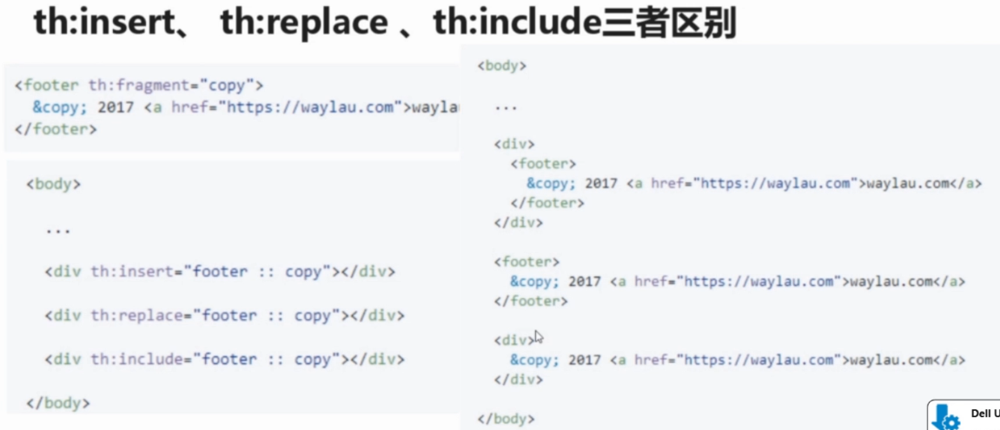 th:insert、 th:replace 、th:include三者区别
<footer th:fragment="copy">
&copy; 2017 <a href="https://waylau.com">wayla
</footer>
<body>
...
<div th:insert="footer :: copy"></div>
<div th:replace="footer :: copy"></div>
<div th:include="footer :: copy"></div>
</body>
<body>
...
<div>
<footer>
&copy; 2017 <a href="https://waylau.com">waylau.com</a>
</footer>
</div>
<footer>
&copy; 2017 <a href="https://waylau.com">waylau.com</a>
</footer>
<div>
&copy; 2017 <a href="https://waylau.com">waylau.com</a>
</div>
</body>
Dell U